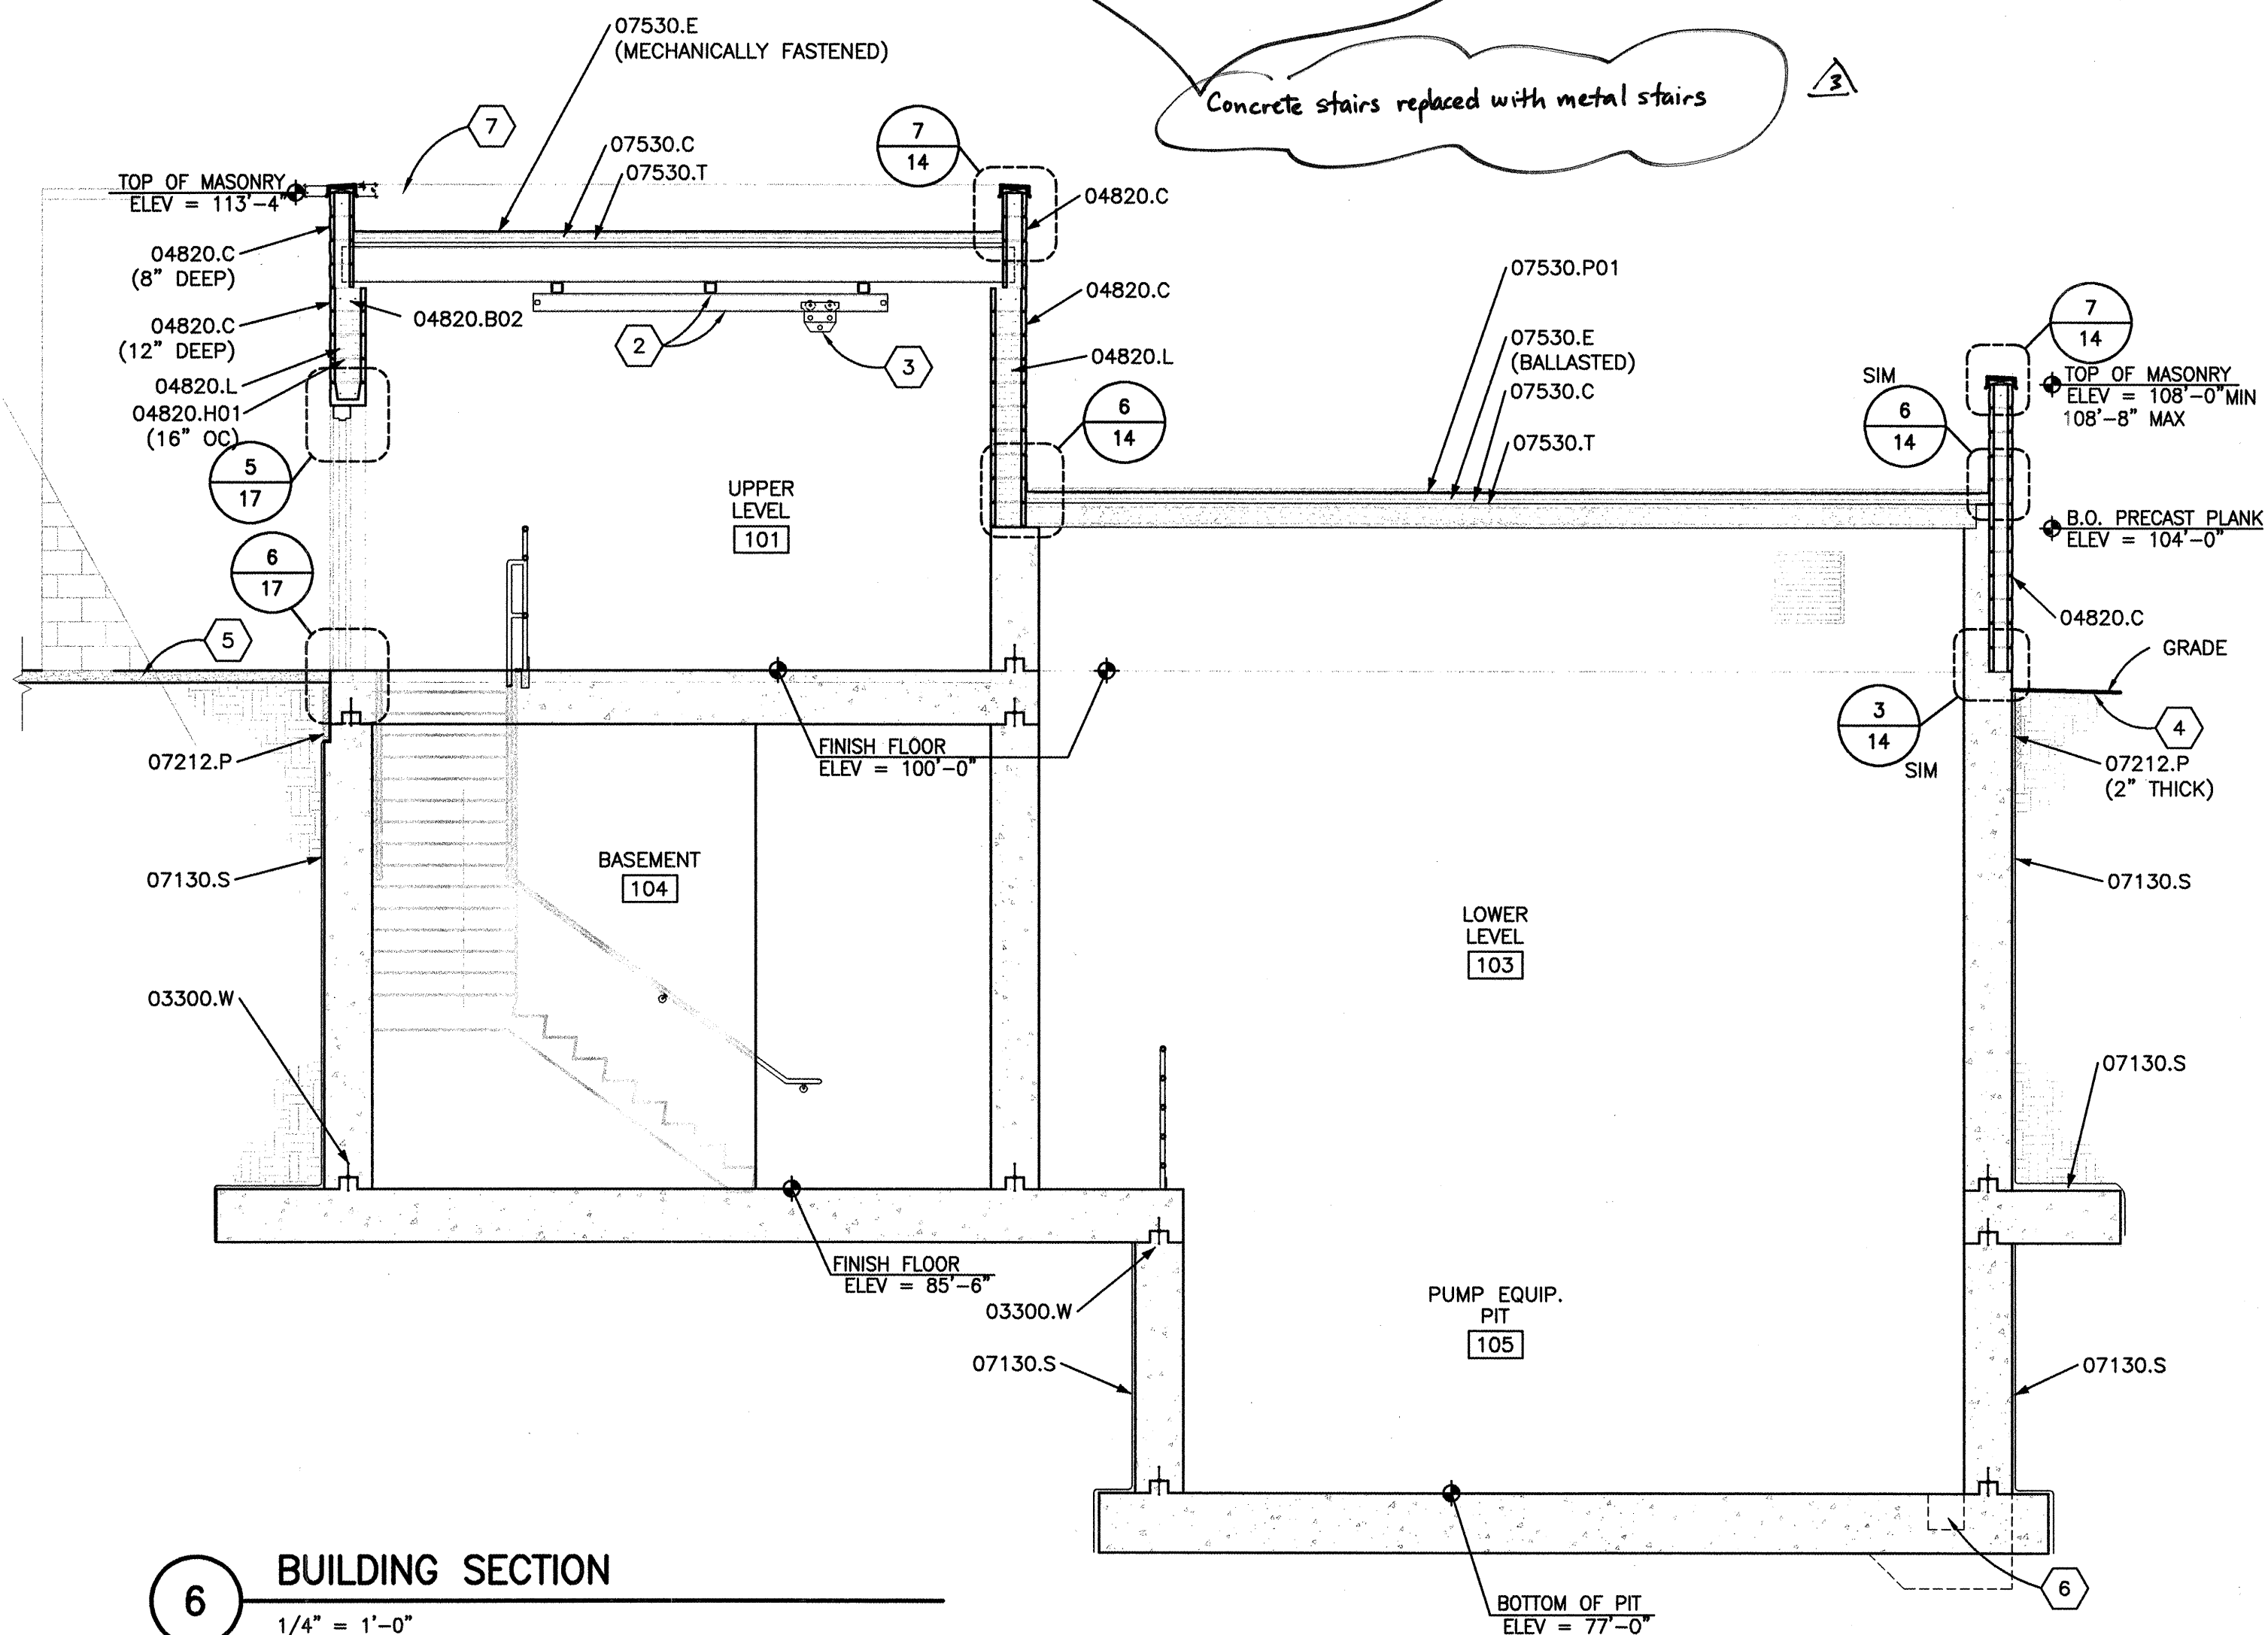 07530.E
(MECHANICALLY FASTENED)
Concrete stairs replaced with metal stairs
3
7
07530.C
07530.T
7
14
TOP OF MASONRY
ELEV = 113'-4"
04820.C
04820.C
(8" DEEP)
04820.C
(12" DEEP)
04820.B02
04820.L
04820.H01
(16" OC)
5
17
2
3
04820.C
04820.L
6
14
07530.P01
07530.E
(BALLASTED)
07530.C
07530.T
SIM
6
14
7
14
TOP OF MASONRY
ELEV = 108'-0"MIN
108'-8" MAX
B.O. PRECAST PLANK
ELEV = 104'-0"
04820.C
UPPER
LEVEL
101
6
17
5
GRADE
3
14
SIM
4
07212.P
(2" THICK)
07212.P
FINISH FLOOR
ELEV = 100'-0"
07130.S
BASEMENT
104
07130.S
LOWER
LEVEL
103
03300.W
07130.S
FINISH FLOOR
ELEV = 85'-6"
03300.W
PUMP EQUIP.
PIT
105
07130.S
07130.S
6
BUILDING SECTION
1/4" = 1'-0"
BOTTOM OF PIT
ELEV = 77'-0"
6